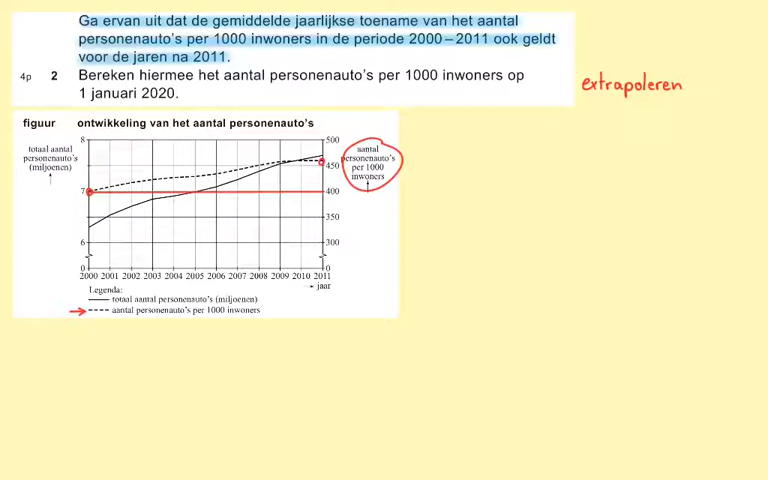 Ga ervan uit dat de gemiddelde jaarlijkse toename van het aantal
personenauto's per 1000 inwoners in de periode 2000–2011 ook geldt
voor de jaren na 2011.
4p 2 Bereken hiermee het aantal personenauto's per 1000 inwoners op
1 januari 2020.
extrapoleren
figuur ontwikkeling van het aantal personenauto's
totaal aantal
personenauto's
(miljoenen)
8
7
6
0
500
450
400
350
300
0
aantal
personenauto's
per 1000
inwoners
2000 2001 2002 2003 2004 2005 2006 2007 2008 2009 2010 2011
jaar
Legenda:
totaal aantal personenauto's (miljoenen)
aantal personenauto's per 1000 inwoners